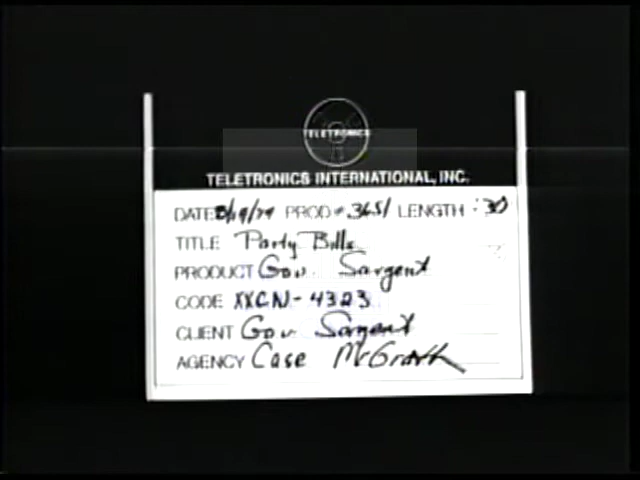 TELETRONICS
TELETRONICS INTERNATIONAL, INC.
DATE 8/19/74 PROD # 3651 LENGTH :30
TITLE Party Bills
PRODUCT Gov. Sargent
CODE XXCN-4323
CLIENT Gov. Sargent
AGENCY Case McGrath